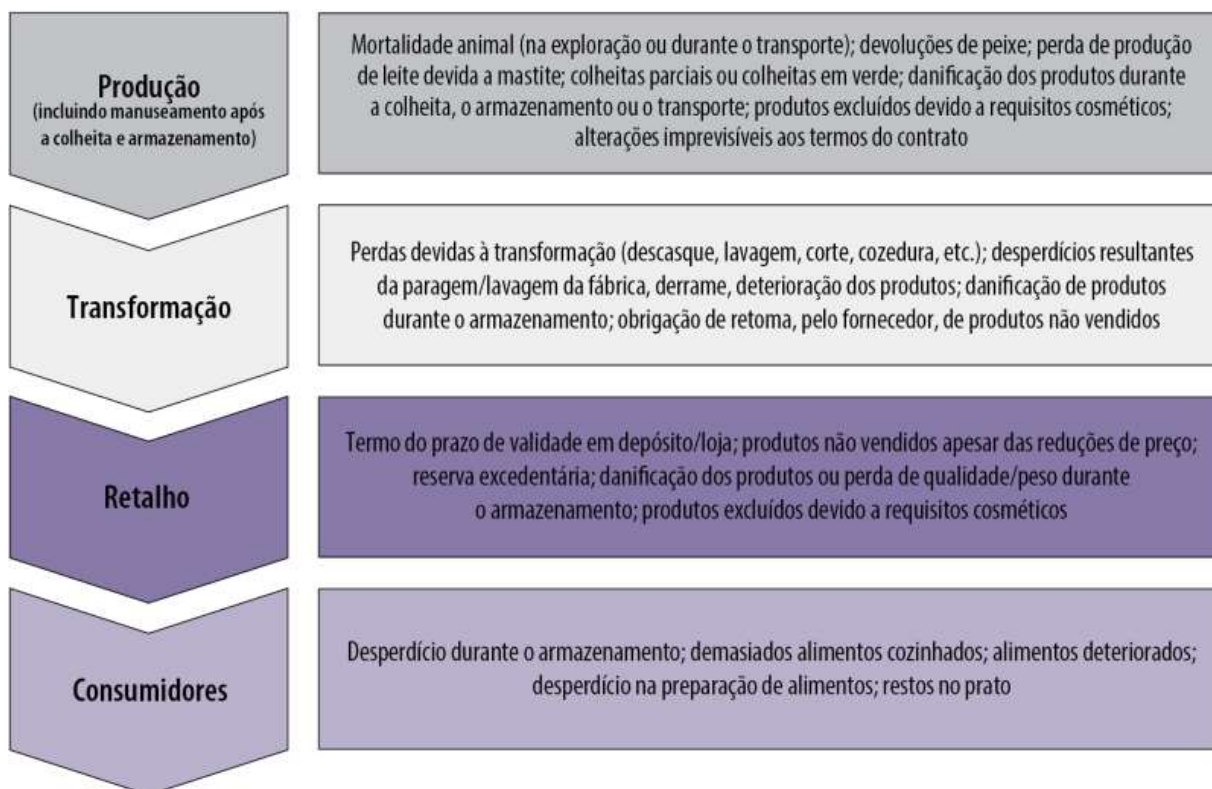 Produção
(incluindo manuseamento após
a colheita e armazenamento)
Mortalidade animal (na exploração ou durante o transporte); devoluções de peixe; perda de produção
de leite devida a mastite; colheitas parciais ou colheitas em verde; danificação dos produtos durante
a colheita, o armazenamento ou o transporte; produtos excluídos devido a requisitos cosméticos;
alterações imprevisíveis aos termos do contrato
Transformação
Perdas devidas à transformação (descasque, lavagem, corte, cozedura, etc.); desperdícios resultantes
da paragem/lavagem da fábrica, derrame, deterioração dos produtos; danificação de produtos
durante o armazenamento; obrigação de retoma, pelo fornecedor, de produtos não vendidos
Retalho
Termo do prazo de validade em depósito/loja; produtos não vendidos apesar das reduções de preço;
reserva excedentária; danificação dos produtos ou perda de qualidade/peso durante
o armazenamento; produtos excluídos devido a requisitos cosméticos
Consumidores
Desperdício durante o armazenamento; demasiados alimentos cozinhados; alimentos deteriorados;
desperdício na preparação de alimentos; restos no prato